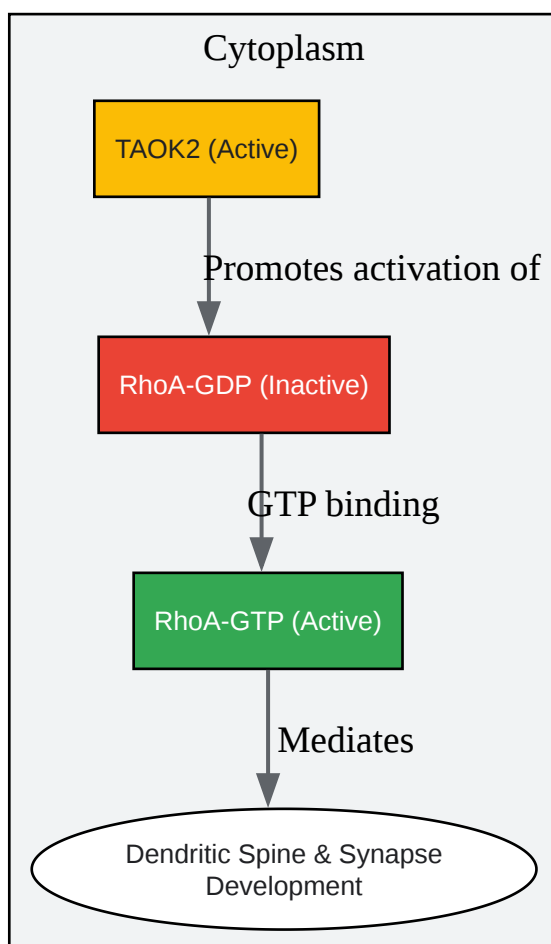 Cytoplasm
TAOK2 (Active)
Promotes activation of
RhoA-GDP (Inactive)
GTP binding
RhoA-GTP (Active)
Mediates
Dendritic Spine & Synapse
Development